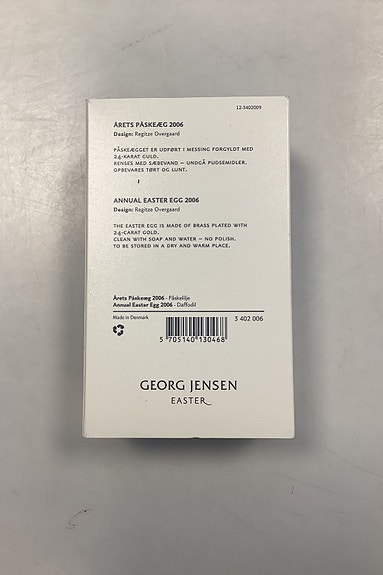 12-3402009
ÅRETS PÅSKEÆG 2006
Design: Regitze Overgaard
PÅSKEÆGGET ER UDFØRT I MESSING FORGYLDT MED
24-KARAT GULD.
RENSES MED SÆBEVAND – UNDGÅ PUDSEMIDLER.
OPBEVARES TØRT OG LUNT.
ANNUAL EASTER EGG 2006
Design: Regitze Overgaard
THE EASTER EGG IS MADE OF BRASS PLATED WITH
24-CARAT GOLD.
CLEAN WITH SOAP AND WATER – NO POLISH.
TO BE STORED IN A DRY AND WARM PLACE.
Årets Påskeæg 2006 - Påskelilje
Annual Easter Egg 2006 - Daffodil
Made in Denmark
3 402 006
5 705140 130468
GEORG JENSEN
EASTER